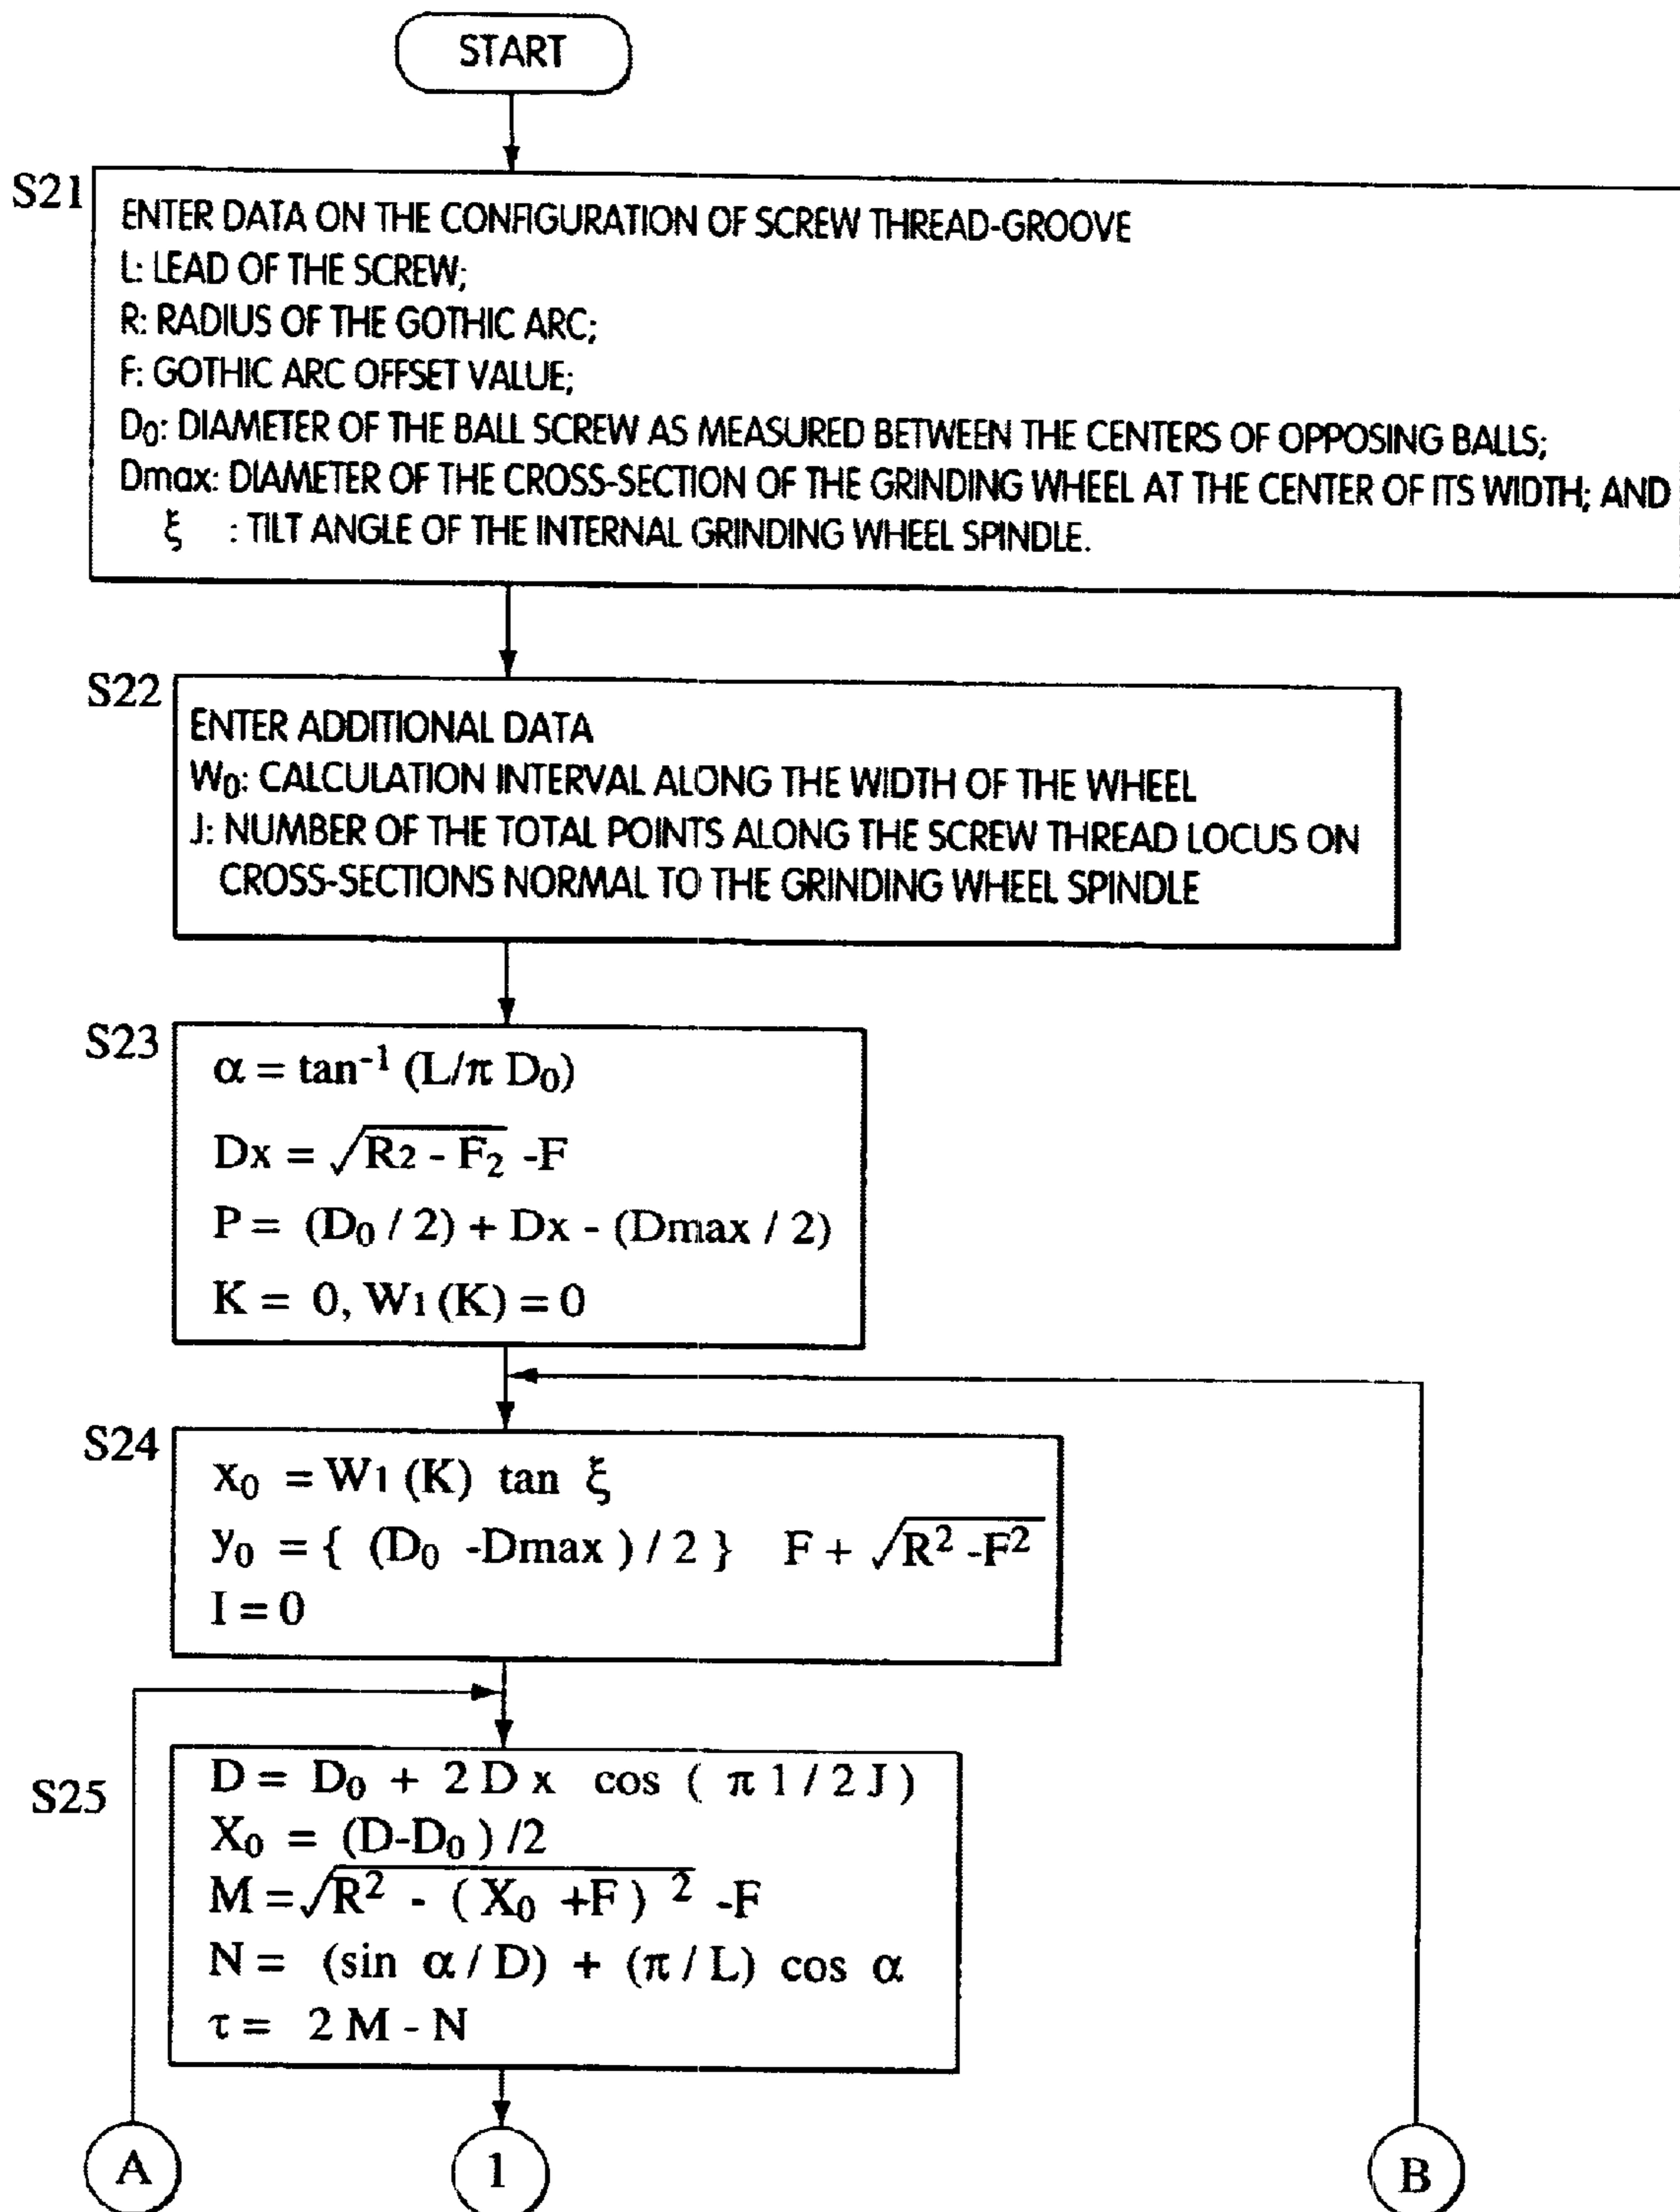 START
S21
ENTER DATA ON THE CONFIGURATION OF SCREW THREAD-GROOVE
L: LEAD OF THE SCREW;
R: RADIUS OF THE GOTHIC ARC;
F: GOTHIC ARC OFFSET VALUE;
D₀: DIAMETER OF THE BALL SCREW AS MEASURED BETWEEN THE CENTERS OF OPPOSING BALLS;
Dmax: DIAMETER OF THE CROSS-SECTION OF THE GRINDING WHEEL AT THE CENTER OF ITS WIDTH; AND
ξ : TILT ANGLE OF THE INTERNAL GRINDING WHEEL SPINDLE.
S22
ENTER ADDITIONAL DATA
W₀: CALCULATION INTERVAL ALONG THE WIDTH OF THE WHEEL
J: NUMBER OF THE TOTAL POINTS ALONG THE SCREW THREAD LOCUS ON
CROSS-SECTIONS NORMAL TO THE GRINDING WHEEL SPINDLE
S23
α = tan⁻¹ (L/π D₀)
Dx = √(R₂ - F₂) -F
P = (D₀ / 2) + Dx - (Dmax / 2)
K = 0, W₁ (K) = 0
S24
x₀ = W₁ (K) tan ξ
y₀ = { (D₀ -Dmax ) / 2 } F + √(R² -F²)
I = 0
S25
D = D₀ + 2 D x cos ( π 1 / 2 J )
X₀ = (D-D₀ ) /2
M = √(R² - ( X₀ +F ) ²) -F
N = (sin α / D) + (π / L) cos α
τ = 2 M - N
A
1
B